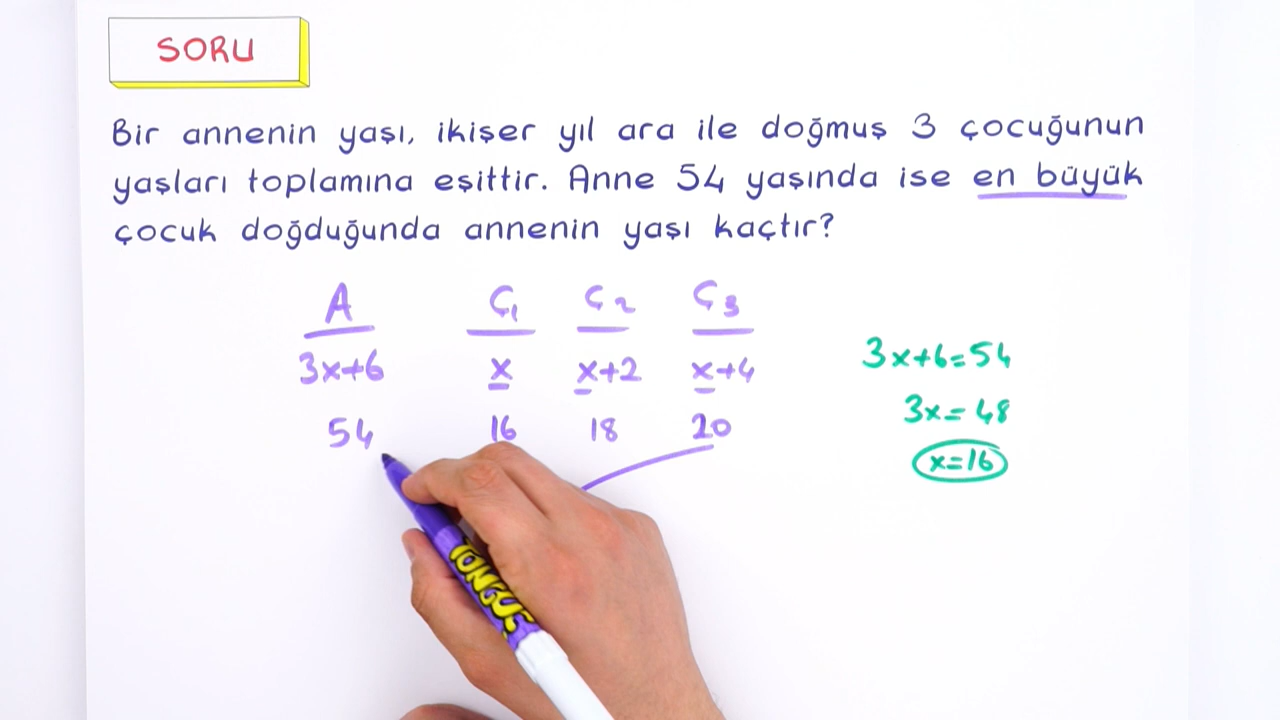 SORU
Bir annenin yaşı, ikişer yıl ara ile doğmuş 3 çocuğunun
yaşları toplamına eşittir. Anne 54 yaşında ise en büyük
çocuk doğduğunda annenin yaşı kaçtır?
A Ç1 Ç2 Ç3
3x+6 x x+2 x+4
54 16 18 20
3x+6=54
3x=48
x=16
TONGUÇ